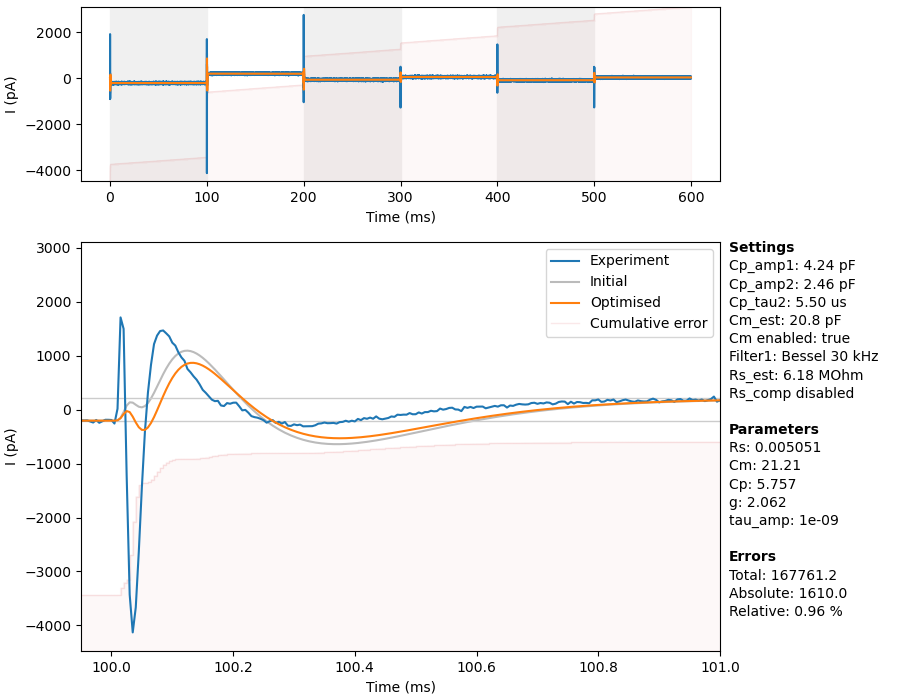 2000
0
−2000
−4000
I (pA)
0 100 200 300 400 500 600
Time (ms)
3000
2000
1000
0
−1000
−2000
−3000
−4000
I (pA)
100.0 100.2 100.4 100.6 100.8 101.0
Time (ms)
Experiment
Initial
Optimised
Cumulative error
Settings
Cp_amp1: 4.24 pF
Cp_amp2: 2.46 pF
Cp_tau2: 5.50 us
Cm_est: 20.8 pF
Cm enabled: true
Filter1: Bessel 30 kHz
Rs_est: 6.18 MOhm
Rs_comp disabled
Parameters
Rs: 0.005051
Cm: 21.21
Cp: 5.757
g: 2.062
tau_amp: 1e-09
Errors
Total: 167761.2
Absolute: 1610.0
Relative: 0.96 %